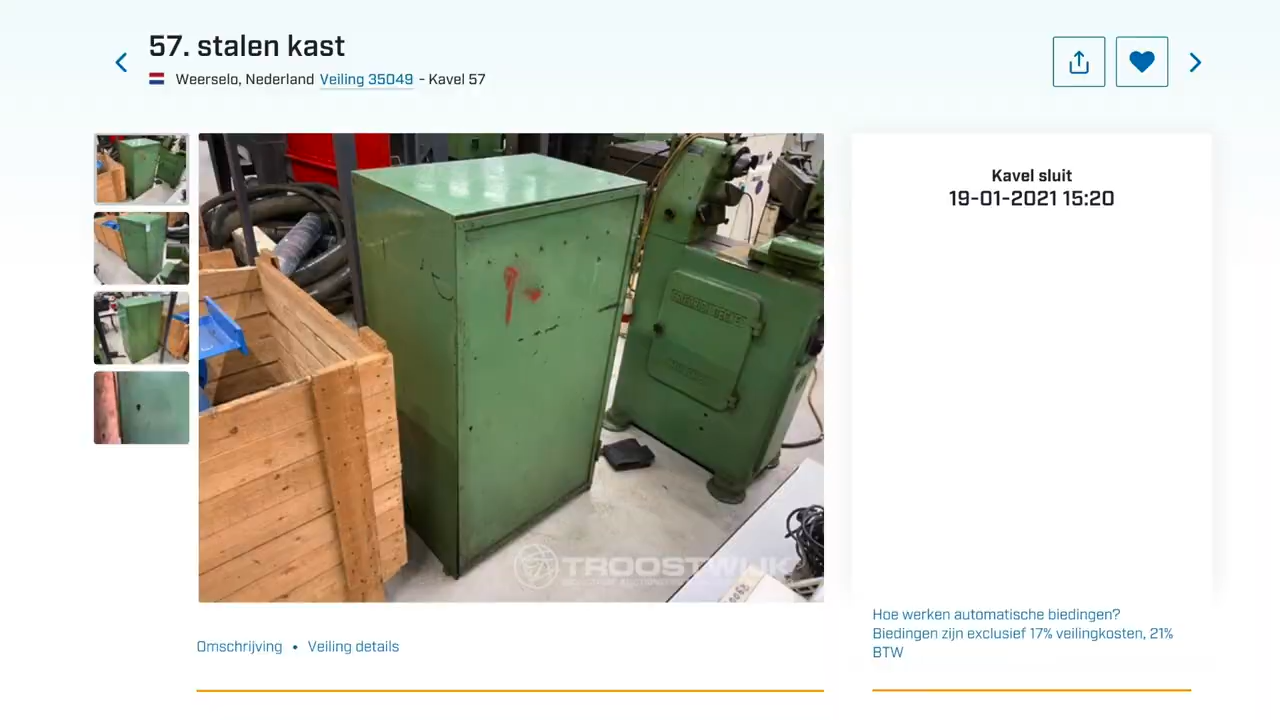 57. stalen kast
Weerselo, Nederland Veiling 35049 - Kavel 57
Kavel sluit
19-01-2021 15:20
TROOSTWIJK
Hoe werken automatische biedingen?
Biedingen zijn exclusief 17% veilingkosten, 21%
BTW
Omschrijving • Veiling details